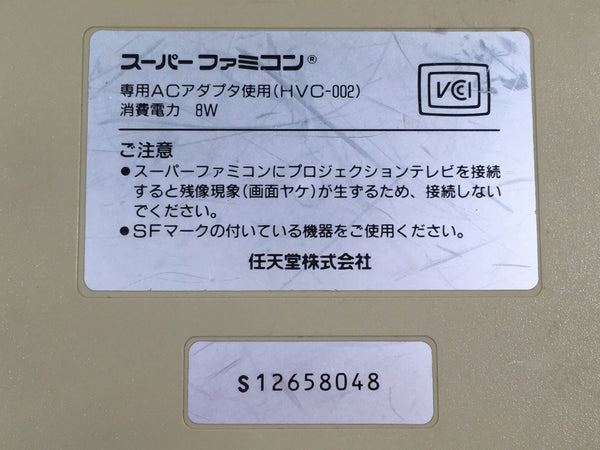 スーパーファミコン®
専用ACアダプタ使用(HVC-002)
消費電力 8W
VCCI
ご注意
●スーパーファミコンにプロジェクションテレビを接続
すると残像現象(画面ヤケ)が生ずるため、接続しない
でください。
●SFマークの付いている機器をご使用ください。
任天堂株式会社
S12658048